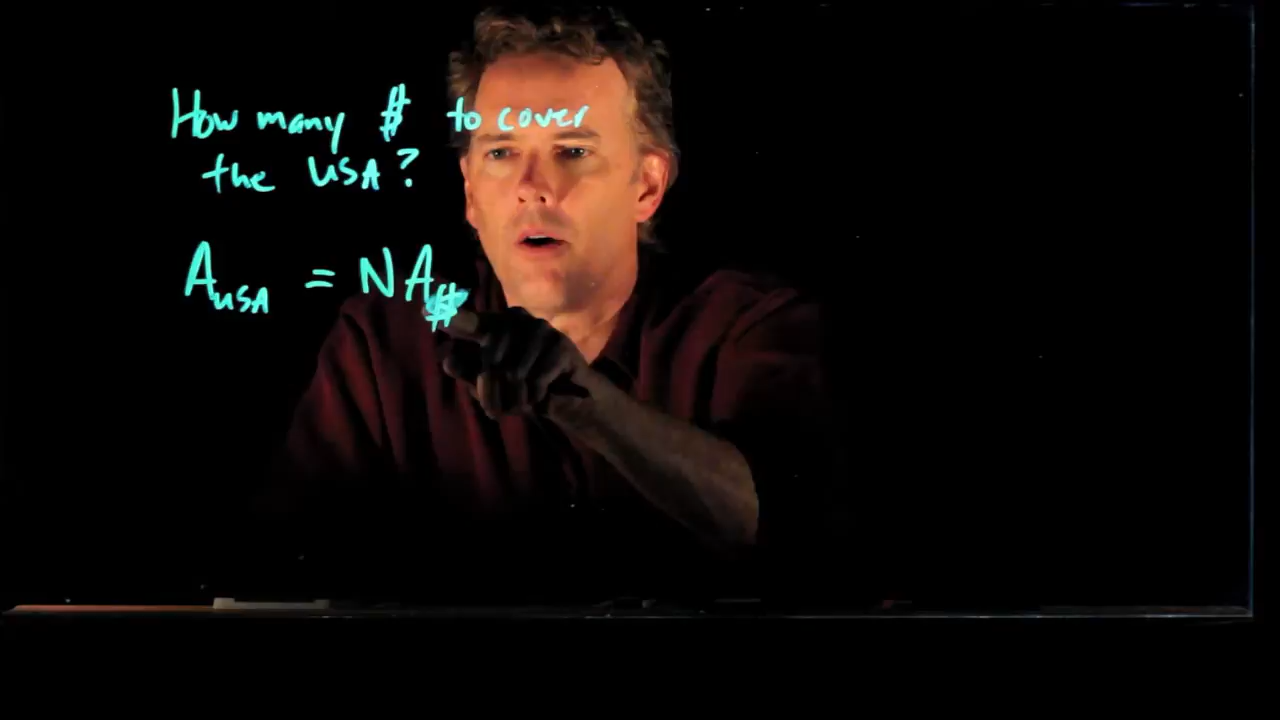 How many $ to cover
the USA?
A_USA = NA_$